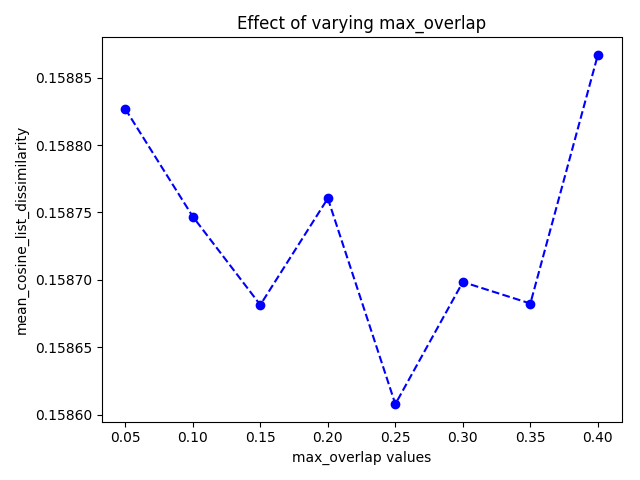 Effect of varying max_overlap
mean_cosine_list_dissimilarity
0.15885
0.15880
0.15875
0.15870
0.15865
0.15860
0.05 0.10 0.15 0.20 0.25 0.30 0.35 0.40
max_overlap values